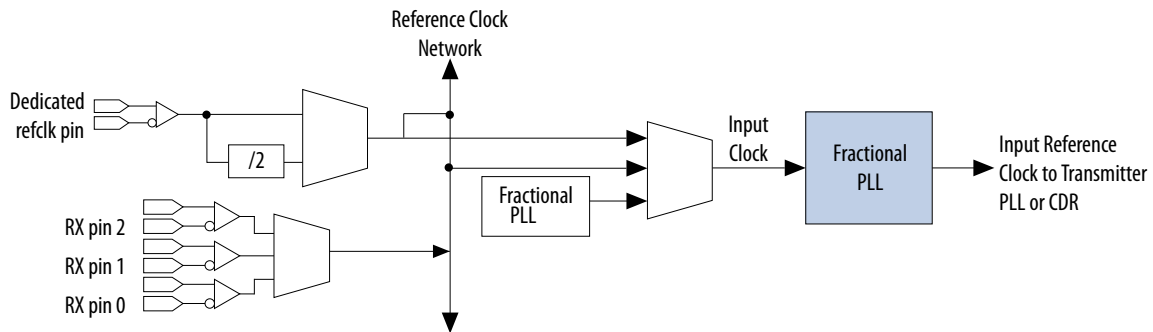 Reference Clock
Network
Dedicated
refclk pin
/2
Input
Clock
Fractional
PLL
Input Reference
Clock to Transmitter
PLL or CDR
Fractional
PLL
RX pin 2
RX pin 1
RX pin 0